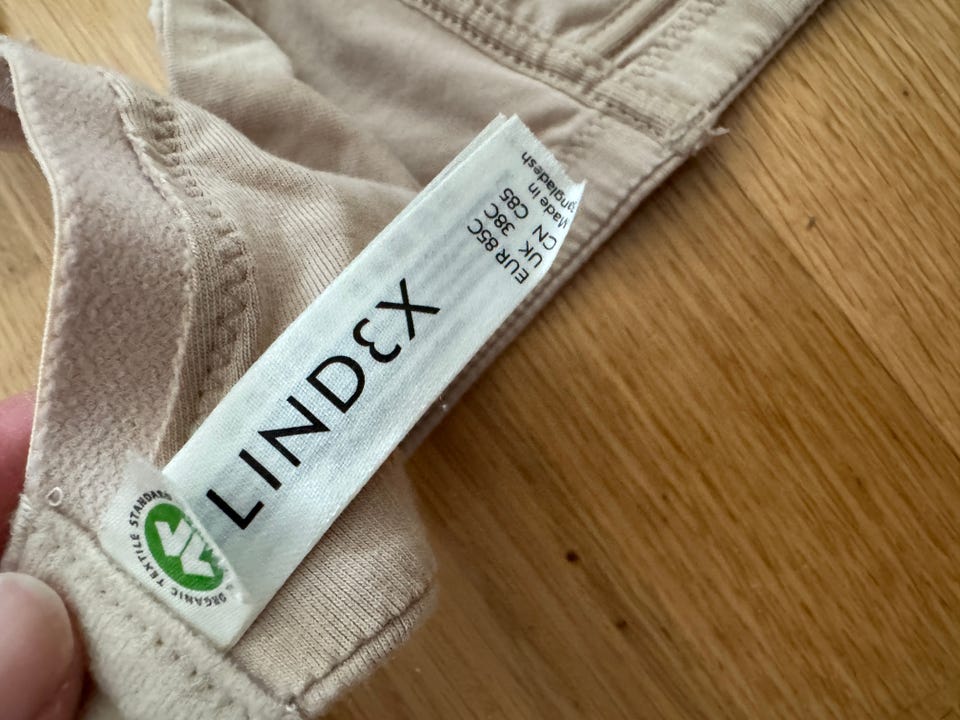 LINDEX
EUR 85C
UK 38C
CN C85
Made in
Bangladesh
ORGANIC TEXTILE STANDARD